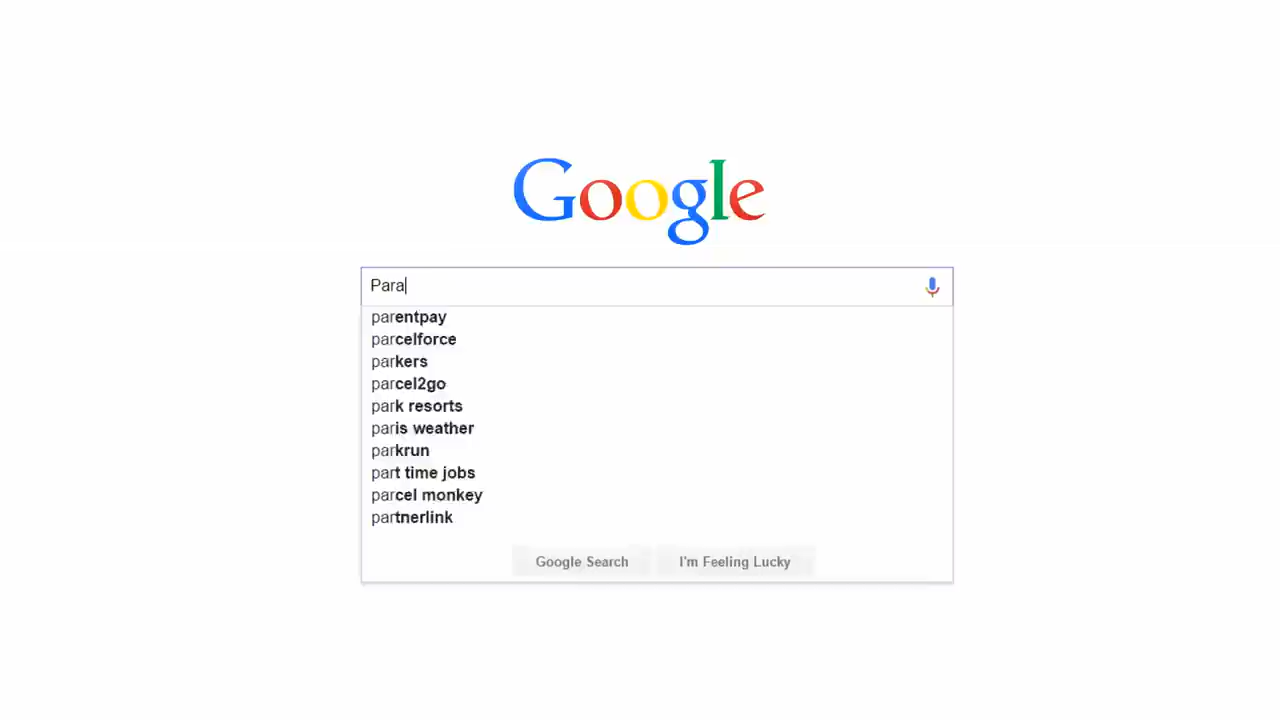 Google
Para
parentpay
parcelforce
parkers
parcel2go
park resorts
paris weather
parkrun
part time jobs
parcel monkey
partnerlink
Google Search I'm Feeling Lucky